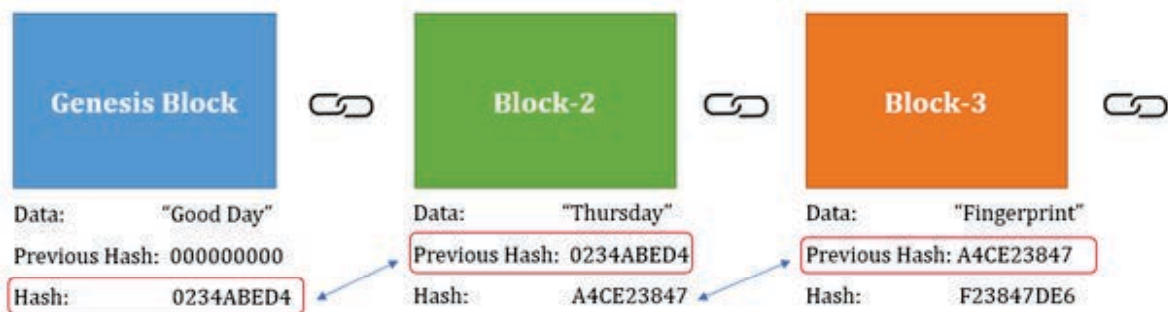 Genesis Block
Block-2
Block-3
Data: “Good Day”
Previous Hash: 000000000
Hash: 0234ABED4
Data: “Thursday”
Previous Hash: 0234ABED4
Hash: A4CE23847
Data: “Fingerprint”
Previous Hash: A4CE23847
Hash: F23847DE6